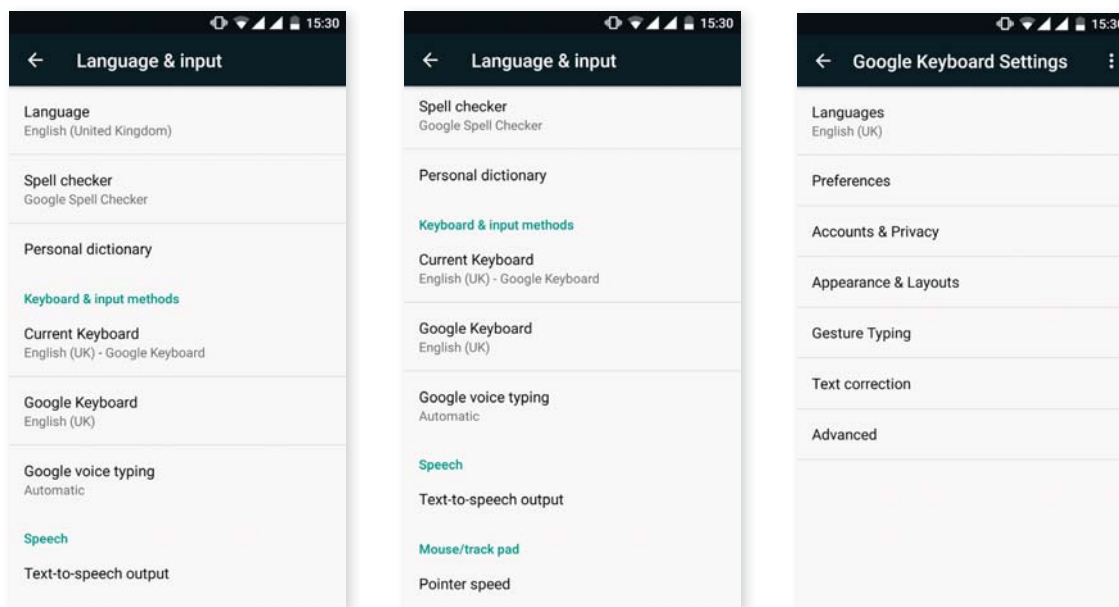 15:30
Language & input
Language
English (United Kingdom)
Spell checker
Google Spell Checker
Personal dictionary
Keyboard & input methods
Current Keyboard
English (UK) - Google Keyboard
Google Keyboard
English (UK)
Google voice typing
Automatic
Speech
Text-to-speech output
15:30
Language & input
Spell checker
Google Spell Checker
Personal dictionary
Keyboard & input methods
Current Keyboard
English (UK) - Google Keyboard
Google Keyboard
English (UK)
Google voice typing
Automatic
Speech
Text-to-speech output
Mouse/track pad
Pointer speed
15:30
Google Keyboard Settings
Languages
English (UK)
Preferences
Accounts & Privacy
Appearance & Layouts
Gesture Typing
Text correction
Advanced